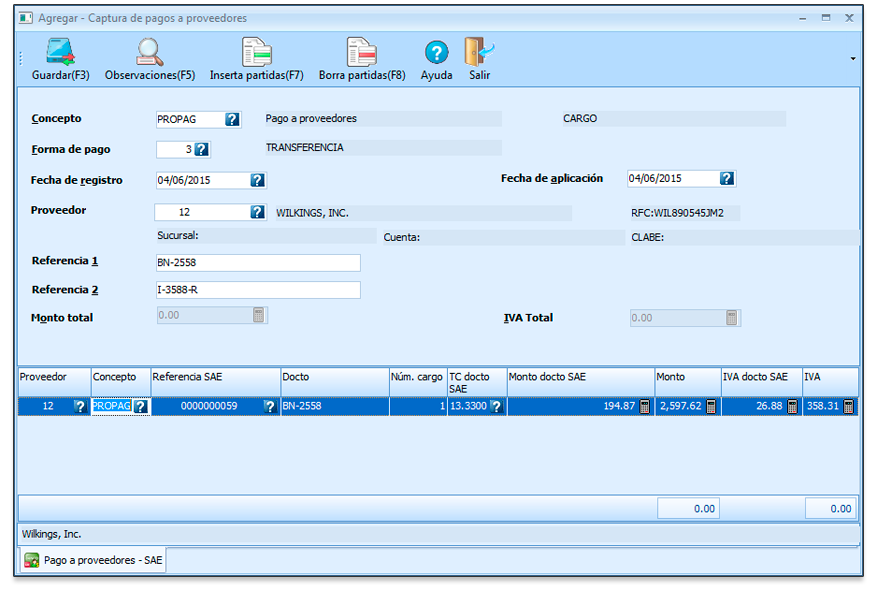 Agregar - Captura de pagos a proveedores
Guardar(F3) Observaciones(F5) Inserta partidas(F7) Borra partidas(F8) Ayuda Salir
Concepto PROPAG ? Pago a proveedores CARGO
Forma de pago 3 ? TRANSFERENCIA
Fecha de registro 04/06/2015 ? Fecha de aplicación 04/06/2015 ?
Proveedor 12 ? WILKINGS, INC. RFC:WIL890545JM2
Sucursal: Cuenta: CLABE:
Referencia 1 BN-2558
Referencia 2 I-3588-R
Monto total 0.00 IVA Total 0.00
Proveedor Concepto Referencia SAE Docto Núm. cargo TC docto SAE Monto docto SAE Monto IVA docto SAE IVA
12 ? PROPAG ? 0000000059 ? BN-2558 1 13.3300 ? 194.87 2,597.62 26.88 358.31
0.00 0.00
Wilkings, Inc.
Pago a proveedores - SAE